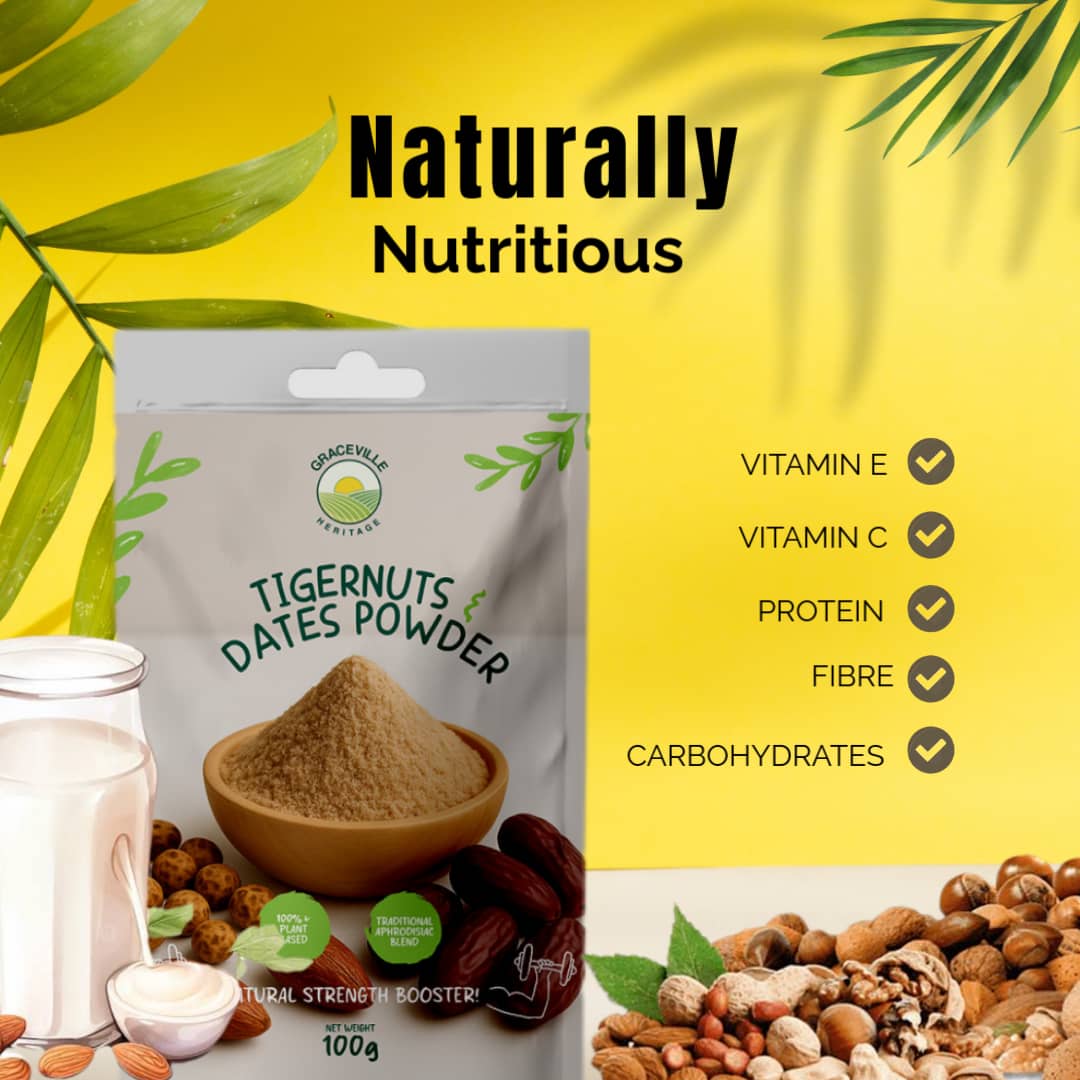 Naturally
Nutritious
GRACEVILLE
HERITAGE
TIGERNUTS &
DATES POWDER
100%
PLANT
BASED
TRADITIONAL
APHRODISIAC
BLEND
STRENGTH BOOSTER!
NET WEIGHT
100g
VITAMIN E
VITAMIN C
PROTEIN
FIBRE
CARBOHYDRATES